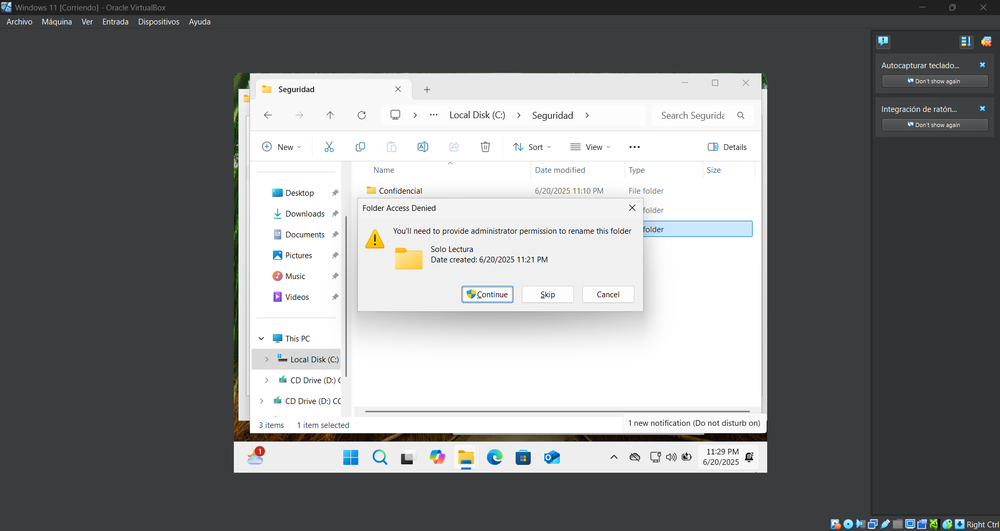 Windows 11 [Corriendo] - Oracle VirtualBox
Archivo Máquina Ver Entrada Dispositivos Ayuda
Autocapturar teclado...
Don't show again
Integración de ratón...
Don't show again
Seguridad
Local Disk (C:) Seguridad
Search Segurida
New Sort View Details
Name Date modified Type Size
Confidencial 6/20/2025 11:10 PM File folder
folder
folder
Desktop
Downloads
Documents
Pictures
Music
Videos
This PC
Local Disk (C:)
CD Drive (D:) C
CD Drive (D:) CC
Folder Access Denied
You'll need to provide administrator permission to rename this folder
Solo Lectura
Date created: 6/20/2025 11:21 PM
Continue Skip Cancel
3 items 1 item selected
1 new notification (Do not disturb on)
1
11:29 PM
6/20/2025
Right Ctrl